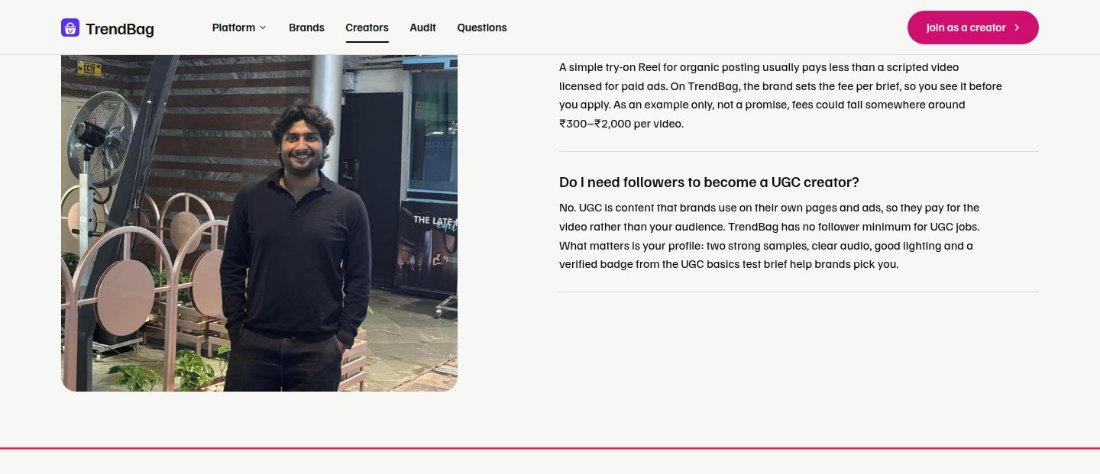 TrendBag
Platform
Brands
Creators
Audit
Questions
Join as a creator
A simple try-on Reel for organic posting usually pays less than a scripted video
licensed for paid ads. On TrendBag, the brand sets the fee per brief, so you see it before
you apply. As an example only, not a promise, fees could fall somewhere around
₹300–₹2,000 per video.
Do I need followers to become a UGC creator?
No. UGC is content that brands use on their own pages and ads, so they pay for the
video rather than your audience. TrendBag has no follower minimum for UGC jobs.
What matters is your profile: two strong samples, clear audio, good lighting and a
verified badge from the UGC basics test brief help brands pick you.
THE LATE